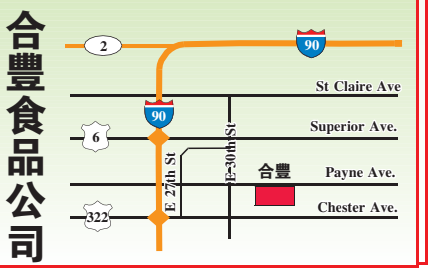 合豐食品公司
2
90
St Claire Ave
90
6
Superior Ave.
E 27th St
E 30th St
合豐
Payne Ave.
322
Chester Ave.